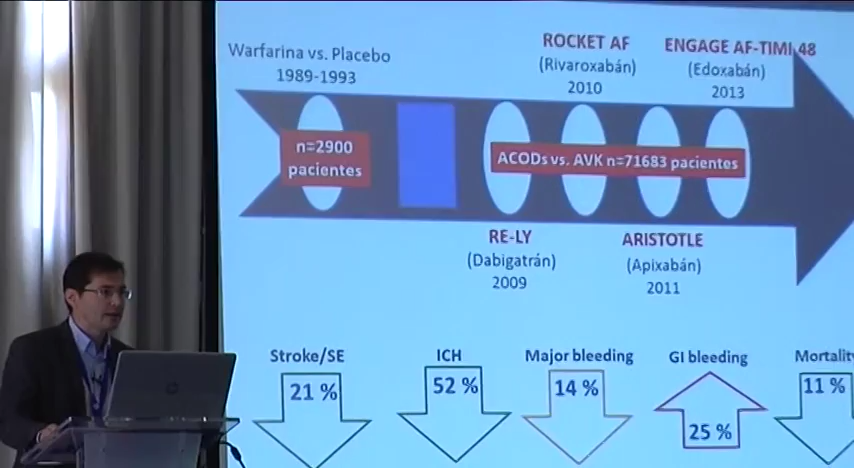 Warfarina vs. Placebo
1989-1993
n=2900
pacientes
ROCKET AF
(Rivaroxabán)
2010
ENGAGE AF-TIMI 48
(Edoxabán)
2013
ACODs vs. AVK n=71683 pacientes
RE-LY
(Dabigatrán)
2009
ARISTOTLE
(Apixabán)
2011
Stroke/SE
21 %
ICH
52 %
Major bleeding
14 %
GI bleeding
25 %
Mortality
11 %